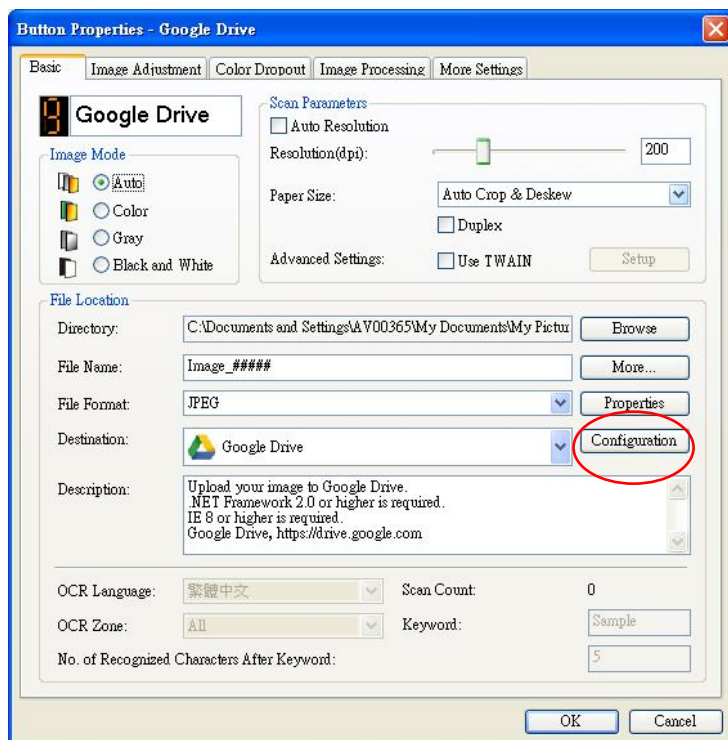 Button Properties - Google Drive
Basic Image Adjustment Color Dropout Image Processing More Settings
9 Google Drive
Image Mode
Auto
Color
Gray
Black and White
Scan Parameters
Auto Resolution
Resolution(dpi): 200
Paper Size: Auto Crop & Deskew
Duplex
Advanced Settings: Use TWAIN Setup
File Location
Directory: C:\Documents and Settings\AV00365\My Documents\My Pictur Browse
File Name: Image_##### More...
File Format: JPEG Properties
Destination: Google Drive Configuration
Description: Upload your image to Google Drive.
.NET Framework 2.0 or higher is required.
IE 8 or higher is required.
Google Drive, https://drive.google.com
OCR Language: 繁體中文 Scan Count: 0
OCR Zone: All Keyword: Sample
No. of Recognized Characters After Keyword: 5
OK Cancel